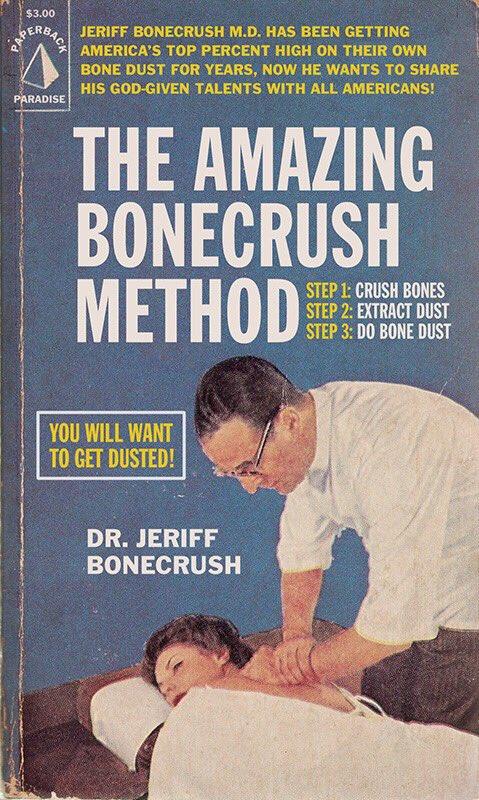 $3.00
PAPERBACK
PARADISE
JERIFF BONECRUSH M.D. HAS BEEN GETTING
AMERICA'S TOP PERCENT HIGH ON THEIR OWN
BONE DUST FOR YEARS, NOW HE WANTS TO SHARE
HIS GOD-GIVEN TALENTS WITH ALL AMERICANS!
THE AMAZING
BONECRUSH
METHOD
STEP 1: CRUSH BONES
STEP 2: EXTRACT DUST
STEP 3: DO BONE DUST
YOU WILL WANT
TO GET DUSTED!
DR. JERIFF
BONECRUSH